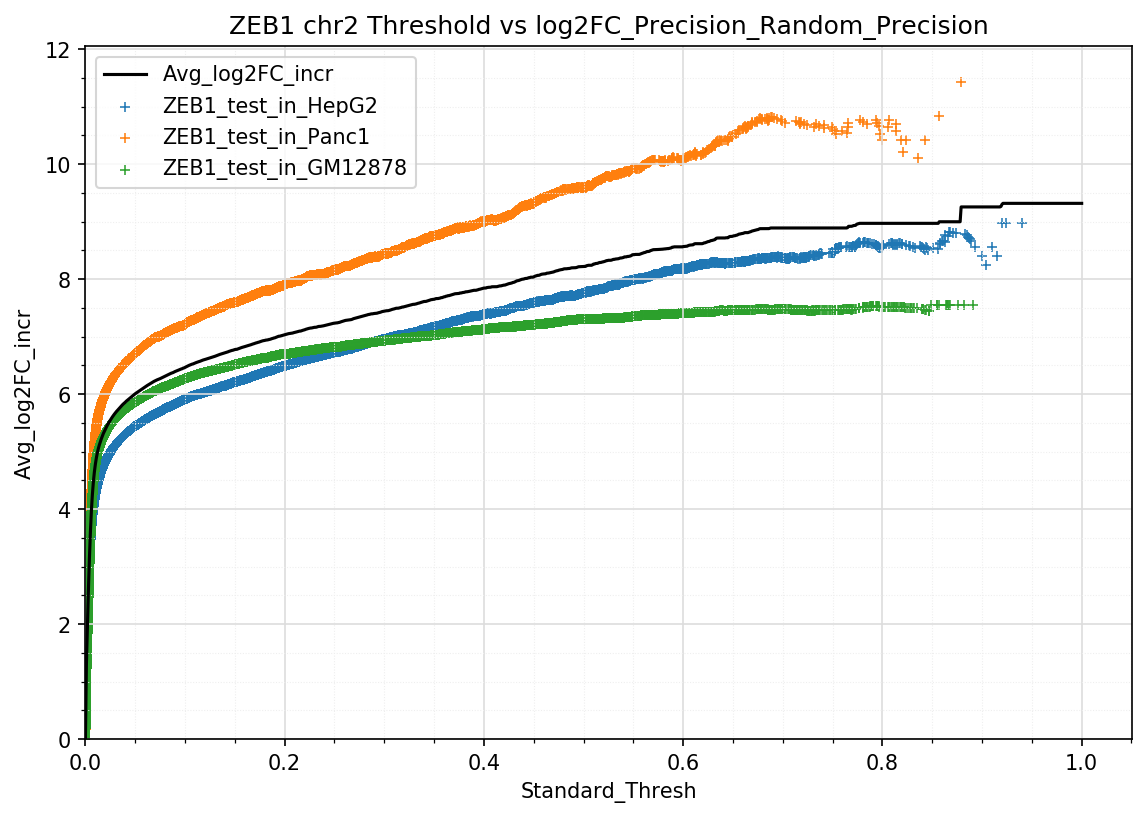 ZEB1 chr2 Threshold vs log2FC_Precision_Random_Precision
Avg_log2FC_incr
ZEB1_test_in_HepG2
ZEB1_test_in_Panc1
ZEB1_test_in_GM12878
Avg_log2FC_incr
12
10
8
6
4
2
0
0.0 0.2 0.4 0.6 0.8 1.0
Standard_Thresh